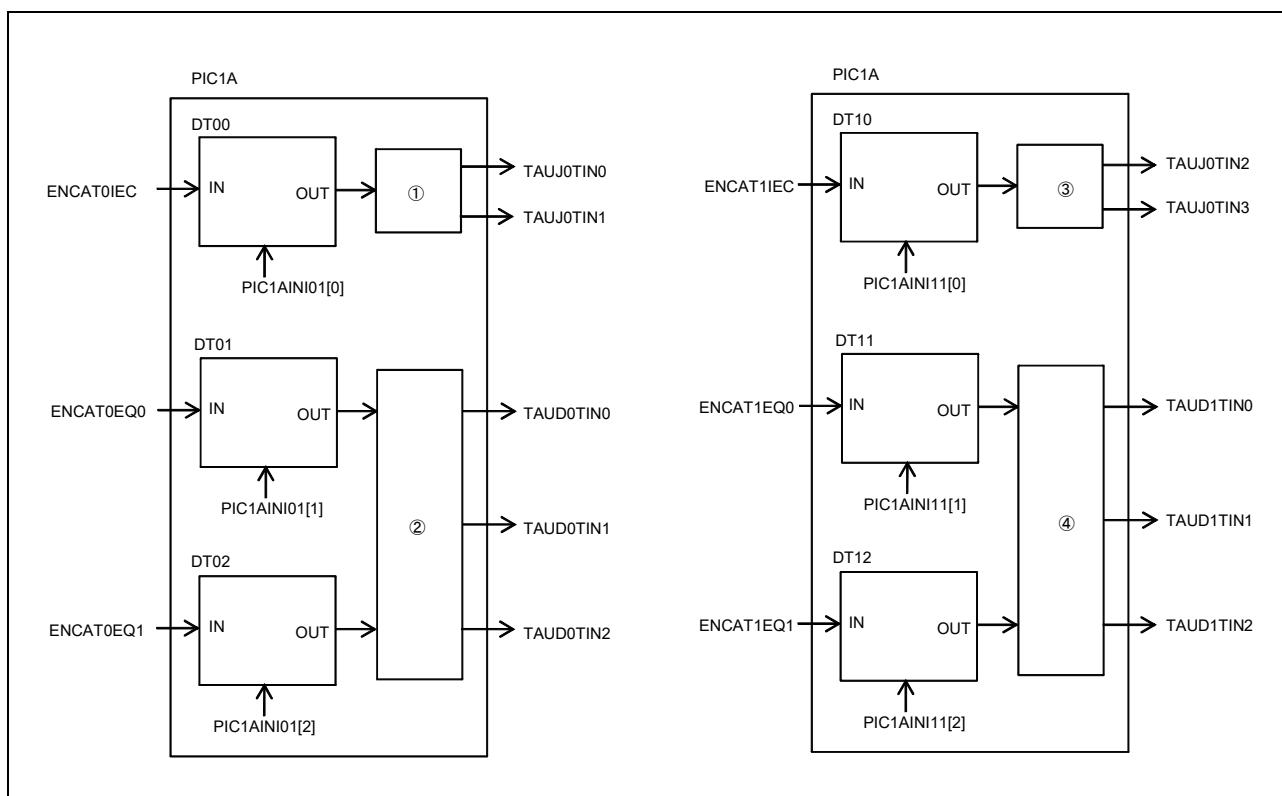 PIC1A
DT00
ENCAT0IEC
IN
OUT
①
TAUJ0TIN0
TAUJ0TIN1
PIC1AINI01[0]
DT01
ENCAT0EQ0
IN
OUT
PIC1AINI01[1]
②
TAUD0TIN0
TAUD0TIN1
TAUD0TIN2
DT02
ENCAT0EQ1
IN
OUT
PIC1AINI01[2]
PIC1A
DT10
ENCAT1IEC
IN
OUT
③
TAUJ0TIN2
TAUJ0TIN3
PIC1AINI11[0]
DT11
ENCAT1EQ0
IN
OUT
PIC1AINI11[1]
④
TAUD1TIN0
TAUD1TIN1
TAUD1TIN2
DT12
ENCAT1EQ1
IN
OUT
PIC1AINI11[2]